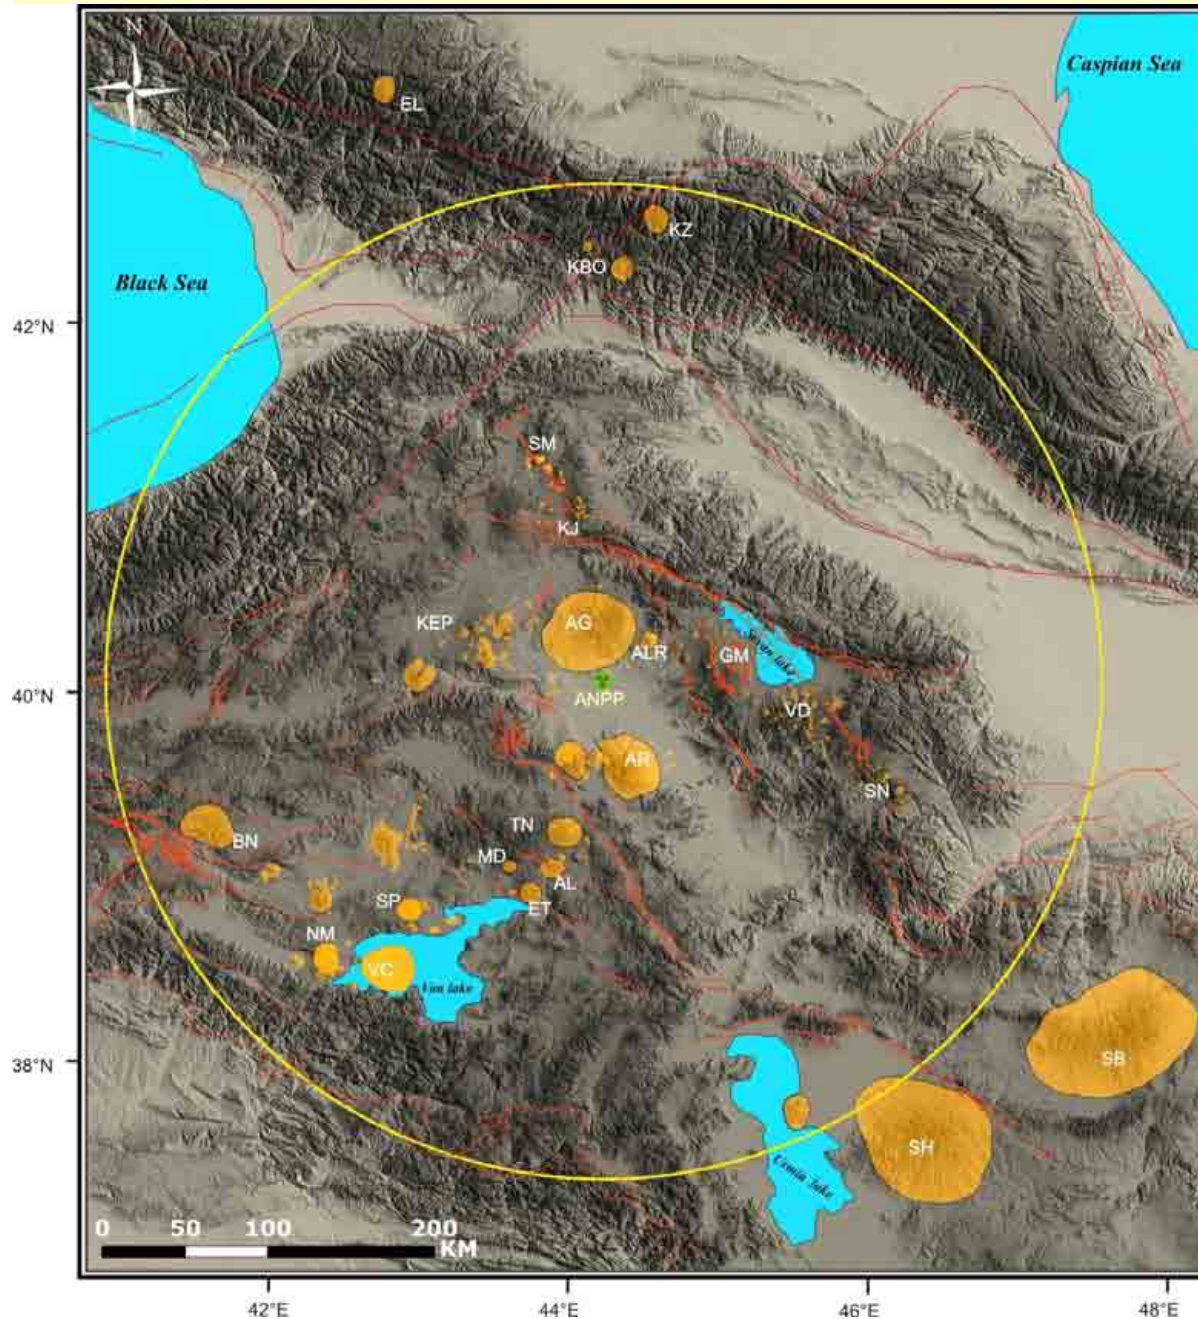 N
Caspian Sea
EL
KZ
KBO
Black Sea
42°N
SM
KJ
KEP
AG
ALR
GM
Sevan lake
ANPP
40°N
VD
AR
SN
TN
BN
MD
AL
SP
ET
NM
VC
Van lake
38°N
SB
SH
Urmia lake
0 50 100 200
KM
42°E 44°E 46°E 48°E